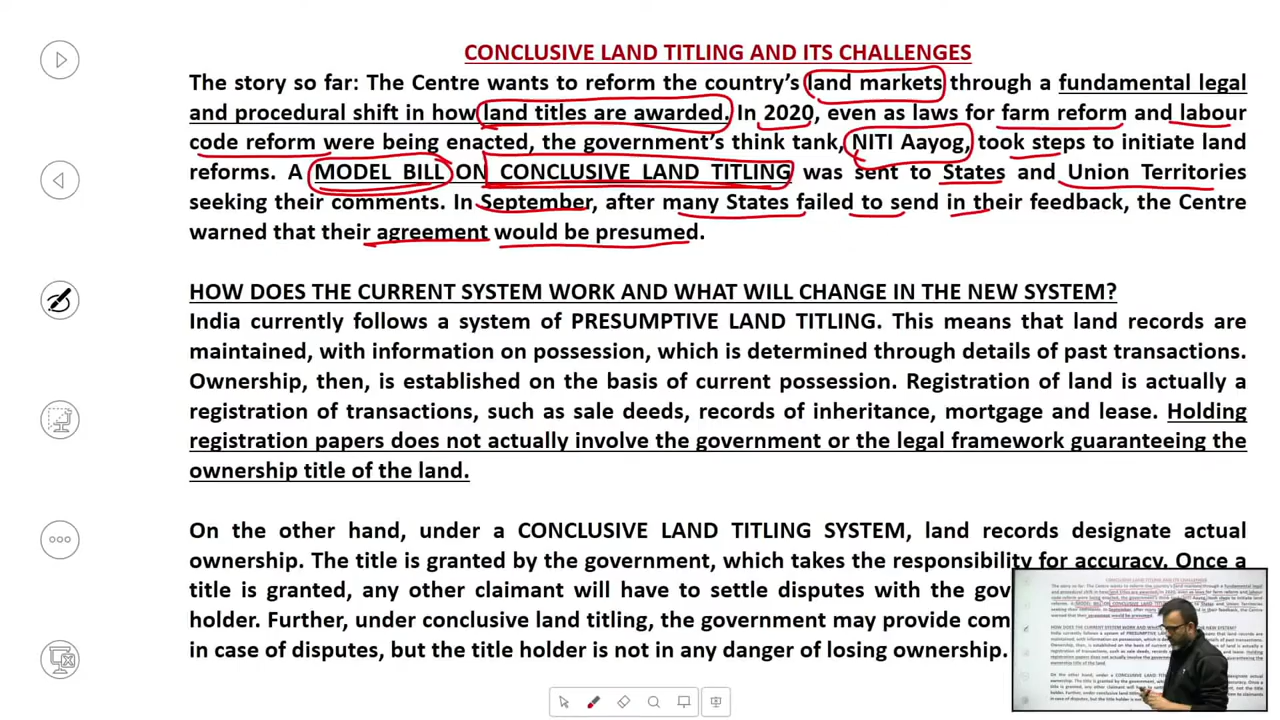 CONCLUSIVE LAND TITLING AND ITS CHALLENGES
The story so far: The Centre wants to reform the country's land markets through a fundamental legal
and procedural shift in how land titles are awarded. In 2020, even as laws for farm reform and labour
code reform were being enacted, the government's think tank, NITI Aayog, took steps to initiate land
reforms. A MODEL BILL ON CONCLUSIVE LAND TITLING was sent to States and Union Territories
seeking their comments. In September, after many States failed to send in their feedback, the Centre
warned that their agreement would be presumed.
HOW DOES THE CURRENT SYSTEM WORK AND WHAT WILL CHANGE IN THE NEW SYSTEM?
India currently follows a system of PRESUMPTIVE LAND TITLING. This means that land records are
maintained, with information on possession, which is determined through details of past transactions.
Ownership, then, is established on the basis of current possession. Registration of land is actually a
registration of transactions, such as sale deeds, records of inheritance, mortgage and lease. Holding
registration papers does not actually involve the government or the legal framework guaranteeing the
ownership title of the land.
On the other hand, under a CONCLUSIVE LAND TITLING SYSTEM, land records designate actual
ownership. The title is granted by the government, which takes the responsibility for accuracy. Once a
title is granted, any other claimant will have to settle disputes with the
holder. Further, under conclusive land titling, the government may provide
in case of disputes, but the title holder is not in any danger of losing ownership.